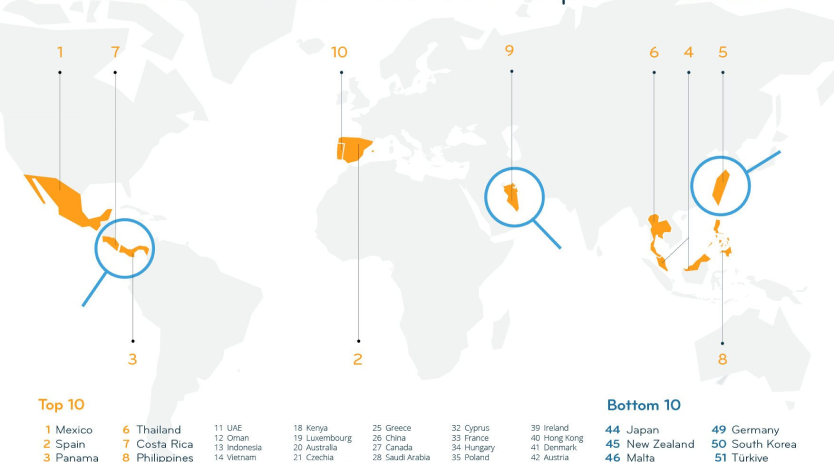 1
7
10
9
6
4
5
3
2
8
Top 10
1 Mexico
2 Spain
3 Panama
6 Thailand
7 Costa Rica
8 Philippines
11 UAE
12 Oman
13 Indonesia
14 Vietnam
18 Kenya
19 Luxembourg
20 Australia
21 Czechia
25 Greece
26 China
27 Canada
28 Saudi Arabia
32 Cyprus
33 France
34 Hungary
35 Poland
39 Ireland
40 Hong Kong
41 Denmark
42 Austria
Bottom 10
44 Japan
45 New Zealand
46 Malta
49 Germany
50 South Korea
51 Türkiye